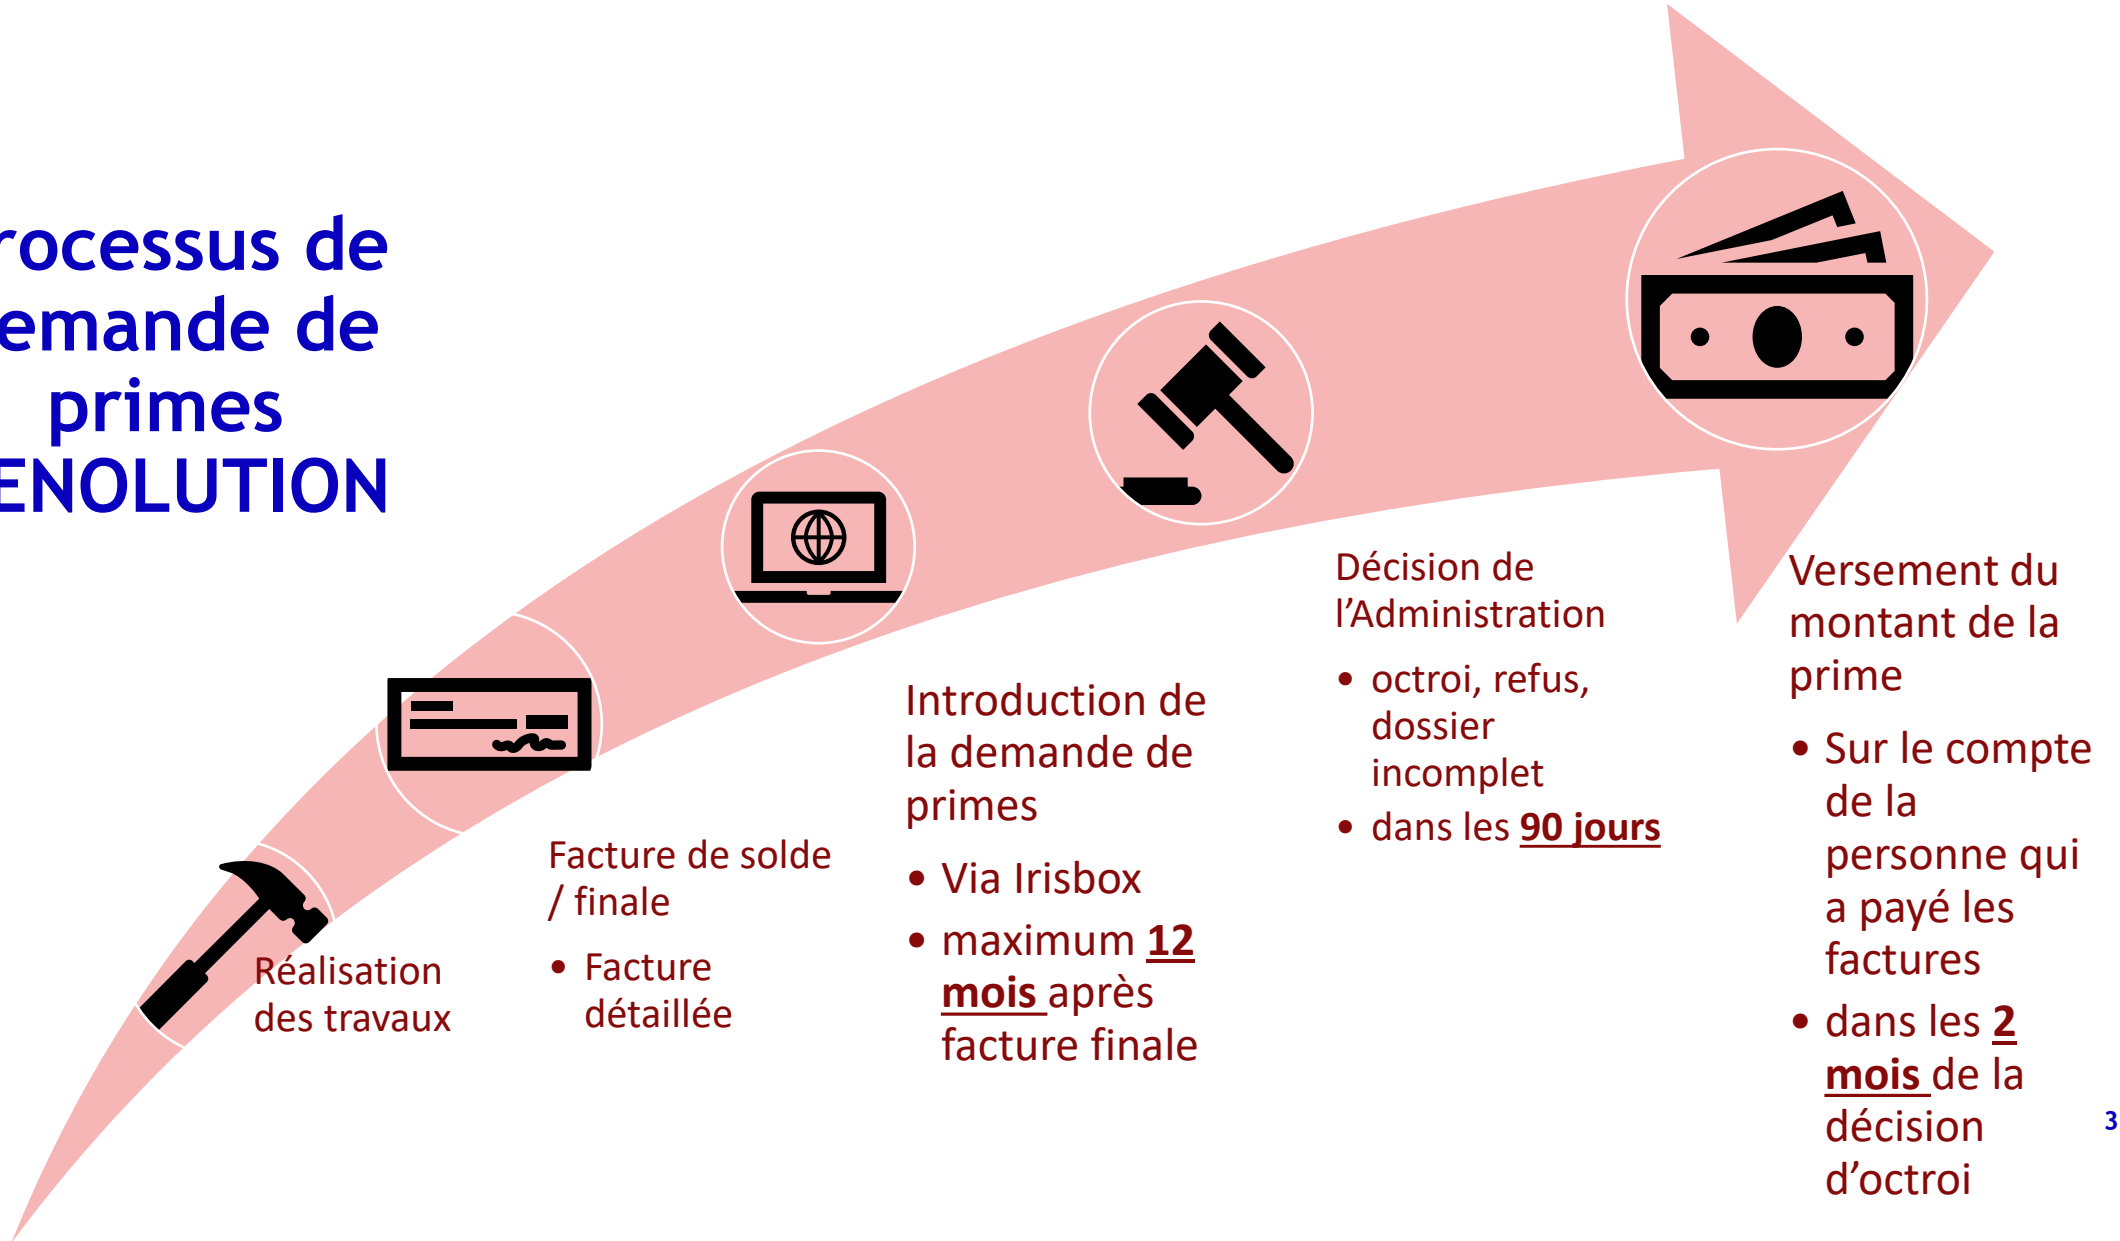 rocessus de
emande de
primes
ENOLUTION
Réalisation
des travaux
Facture de solde
/ finale
• Facture
détaillée
Introduction de
la demande de
primes
• Via Irisbox
• maximum 12
mois après
facture finale
Décision de
l’Administration
• octroi, refus,
dossier
incomplet
• dans les 90 jours
Versement du
montant de la
prime
• Sur le compte
de la
personne qui
a payé les
factures
• dans les 2
mois de la
décision
d’octroi
3